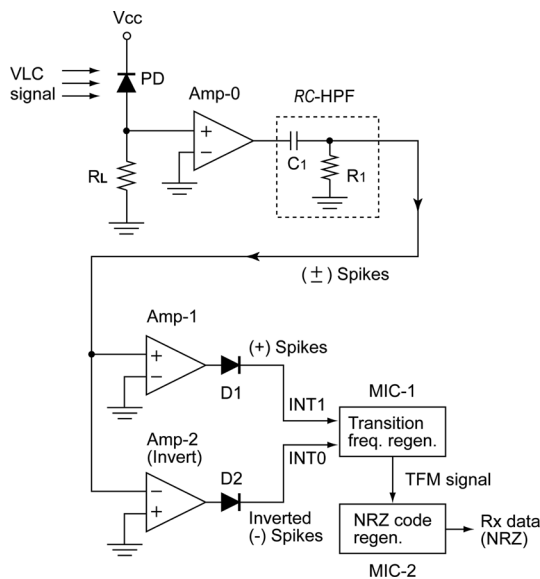 Vcc
VLC
signal
PD
Amp-0
RC-HPF
+
−
RL
C1
R1
(±) Spikes
Amp-1
+
−
(+) Spikes
D1
INT1
MIC-1
Transition
freq. regen.
Amp-2
(Invert)
−
+
D2
INT0
Inverted
(-) Spikes
TFM signal
NRZ code
regen.
Rx data
(NRZ)
MIC-2